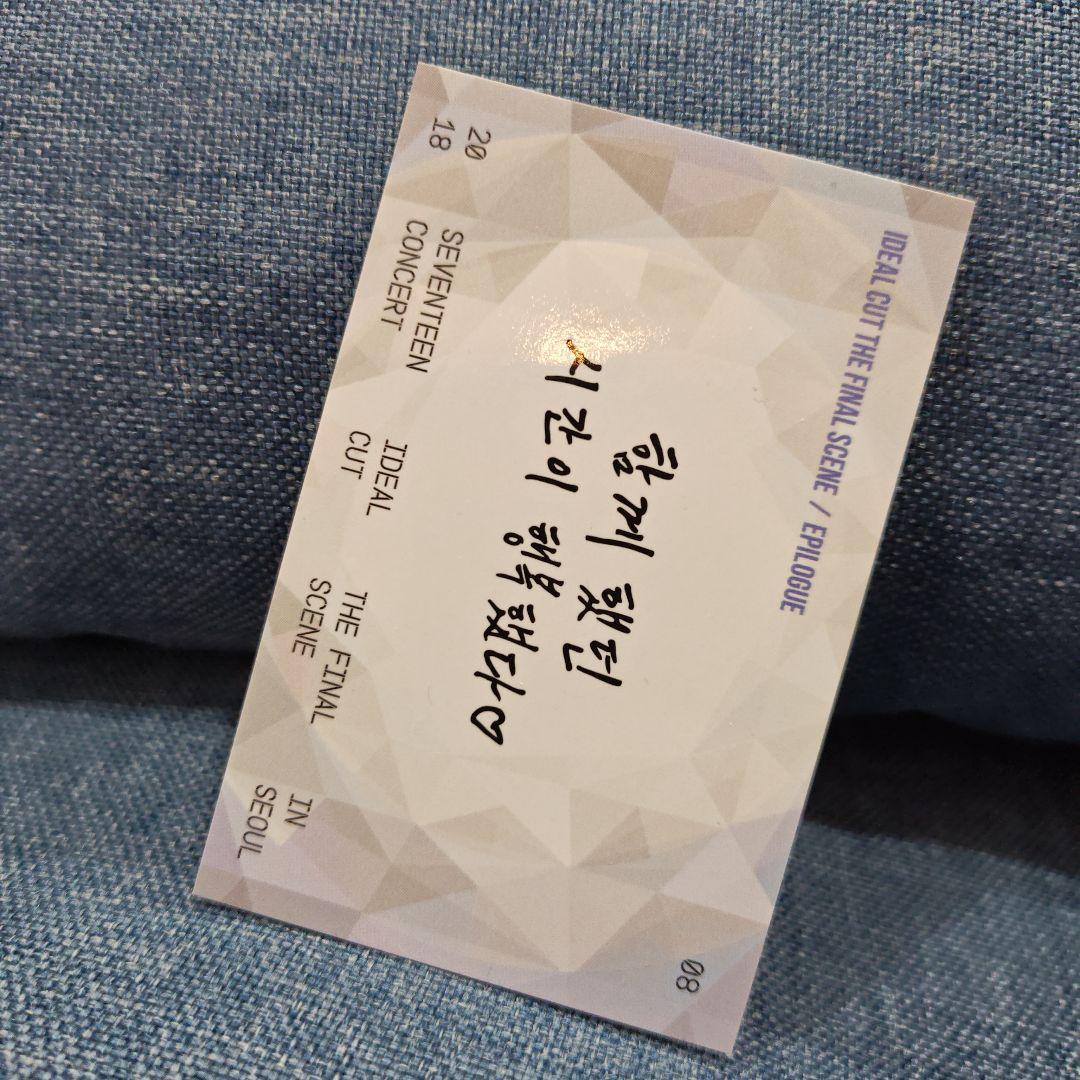 IDEAL CUT THE FINAL SCENE / EPILOGUE
08
함께 했던
시간이 행복했다♡
20
18
SEVENTEEN
CONCERT
IDEAL
CUT
THE FINAL
SCENE
IN
SEOUL